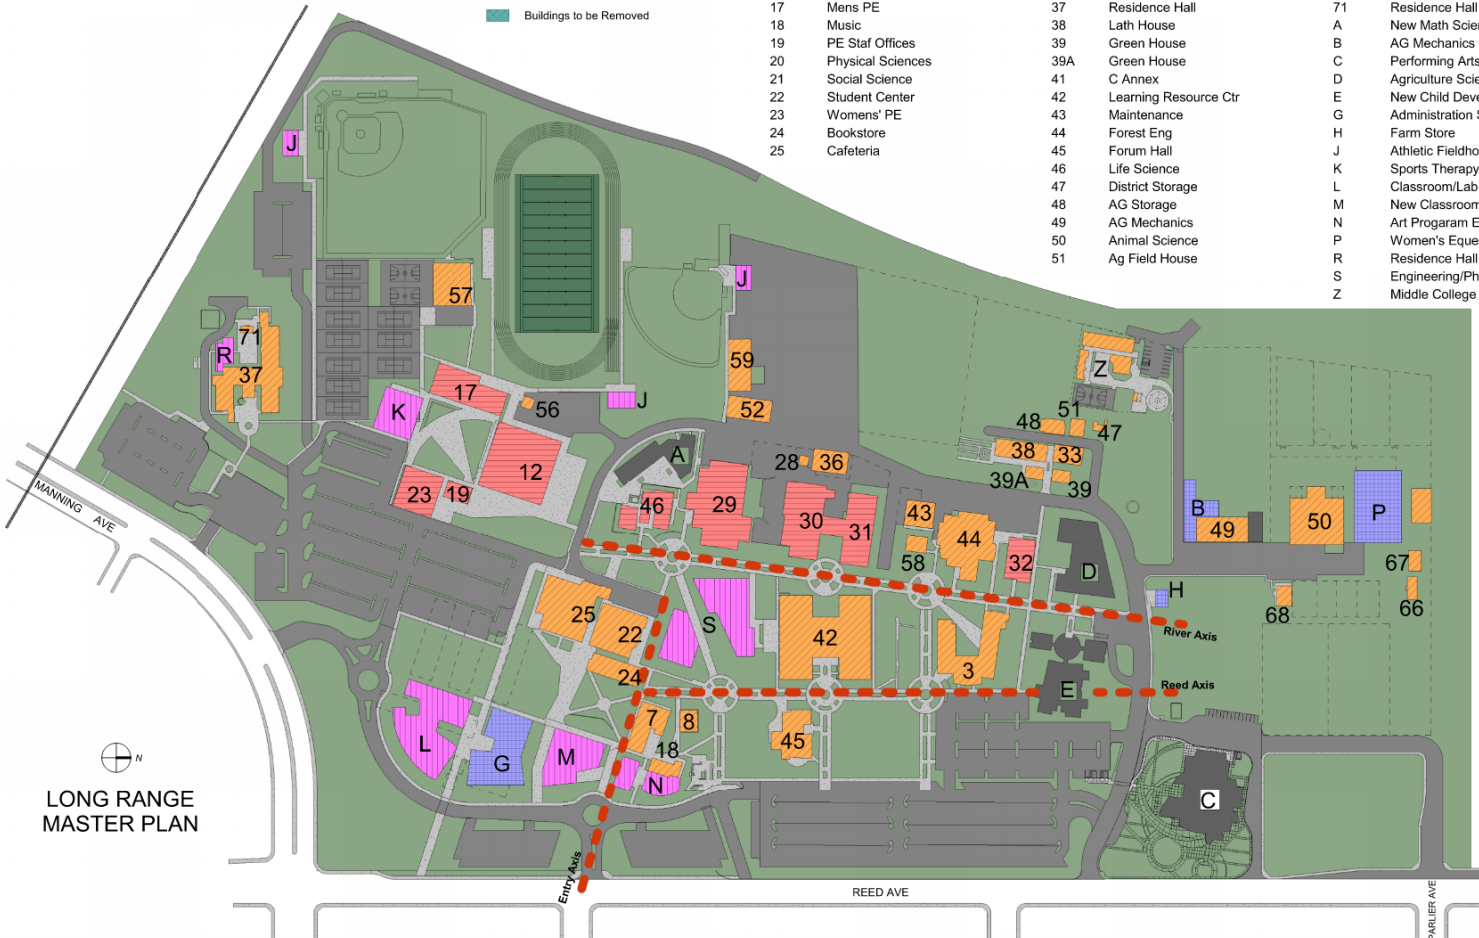 Buildings to be Removed
17 Mens PE
18 Music
19 PE Staf Offices
20 Physical Sciences
21 Social Science
22 Student Center
23 Womens' PE
24 Bookstore
25 Cafeteria
37 Residence Hall
38 Lath House
39 Green House
39A Green House
41 C Annex
42 Learning Resource Ctr
43 Maintenance
44 Forest Eng
45 Forum Hall
46 Life Science
47 District Storage
48 AG Storage
49 AG Mechanics
50 Animal Science
51 Ag Field House
71 Residence Hall
A New Math Scien
B AG Mechanics
C Performing Arts
D Agriculture Scie
E New Child Deve
G Administration S
H Farm Store
J Athletic Fieldho
K Sports Therapy
L Classroom/Lab
M New Classroom
N Art Progaram E
P Women's Eque
R Residence Hall
S Engineering/Ph
Z Middle College
J
J
57
71
R
37
59
Z
17
K
56
J
52
51
48
47
A
38
33
28
36
12
39A
39
23
19
46
29
30
31
43
B
49
50
P
44
58
32
D
67
H
68
66
25
22
S
42
River Axis
24
3
E
Reed Axis
7
8
18
45
L
G
M
N
C
MANNING AVE
N
LONG RANGE
MASTER PLAN
Entry Axis
REED AVE
PARLIER AVE